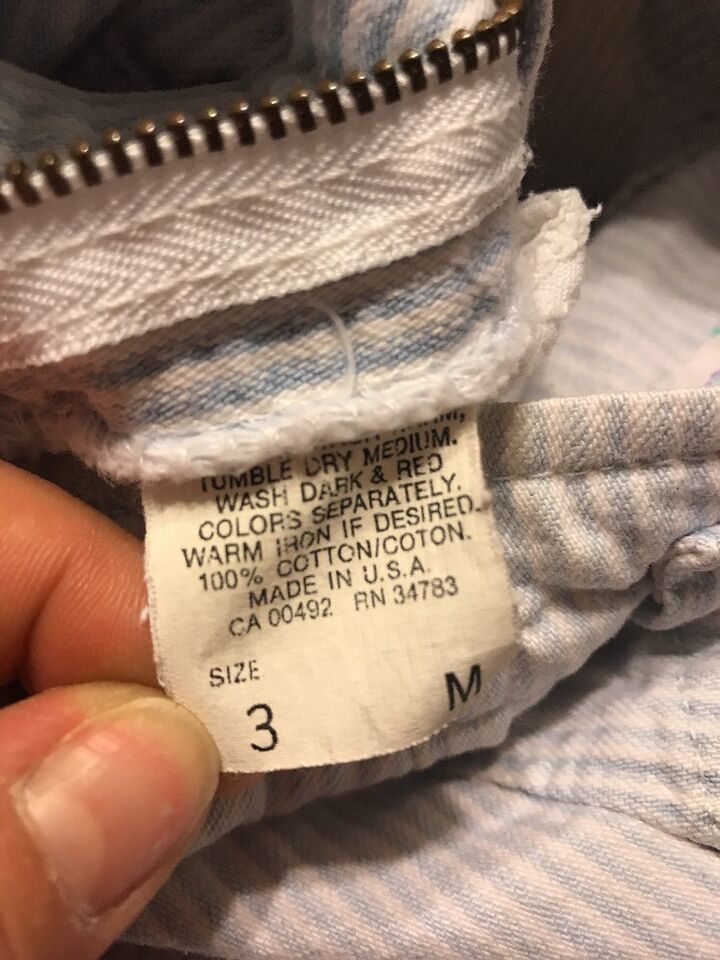 TUMBLE DRY MEDIUM.
WASH DARK & RED
COLORS SEPARATELY.
WARM IRON IF DESIRED.
100% COTTON/COTON.
MADE IN U.S.A.
CA 00492 RN 34783
SIZE
3 M